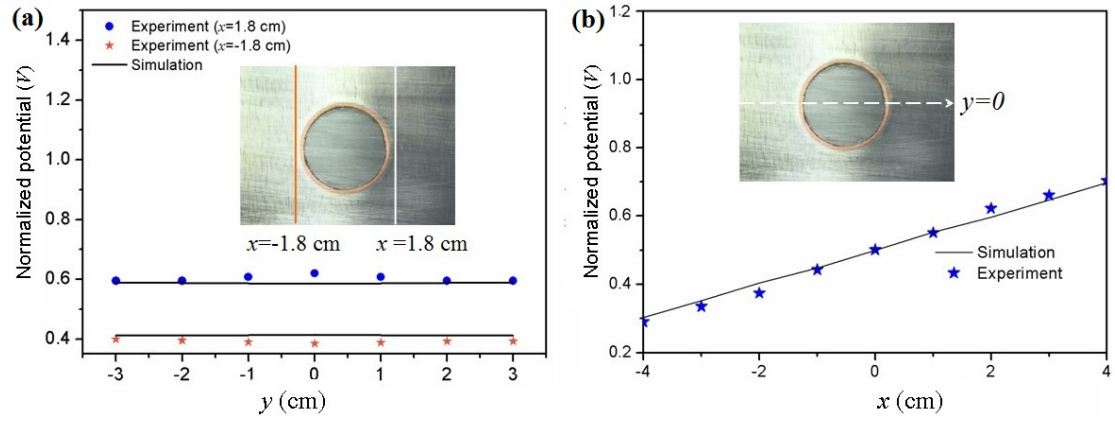 (a)
Experiment (x=1.8 cm)
Experiment (x=-1.8 cm)
Simulation
Normalized potential (V)
1.4
1.2
1.0
0.8
0.6
0.4
x=-1.8 cm
x =1.8 cm
-3
-2
-1
0
1
2
3
y (cm)
(b)
Normalized potential (V)
1.2
1.0
0.8
0.6
0.4
0.2
y=0
Simulation
Experiment
-4
-2
0
2
4
x (cm)